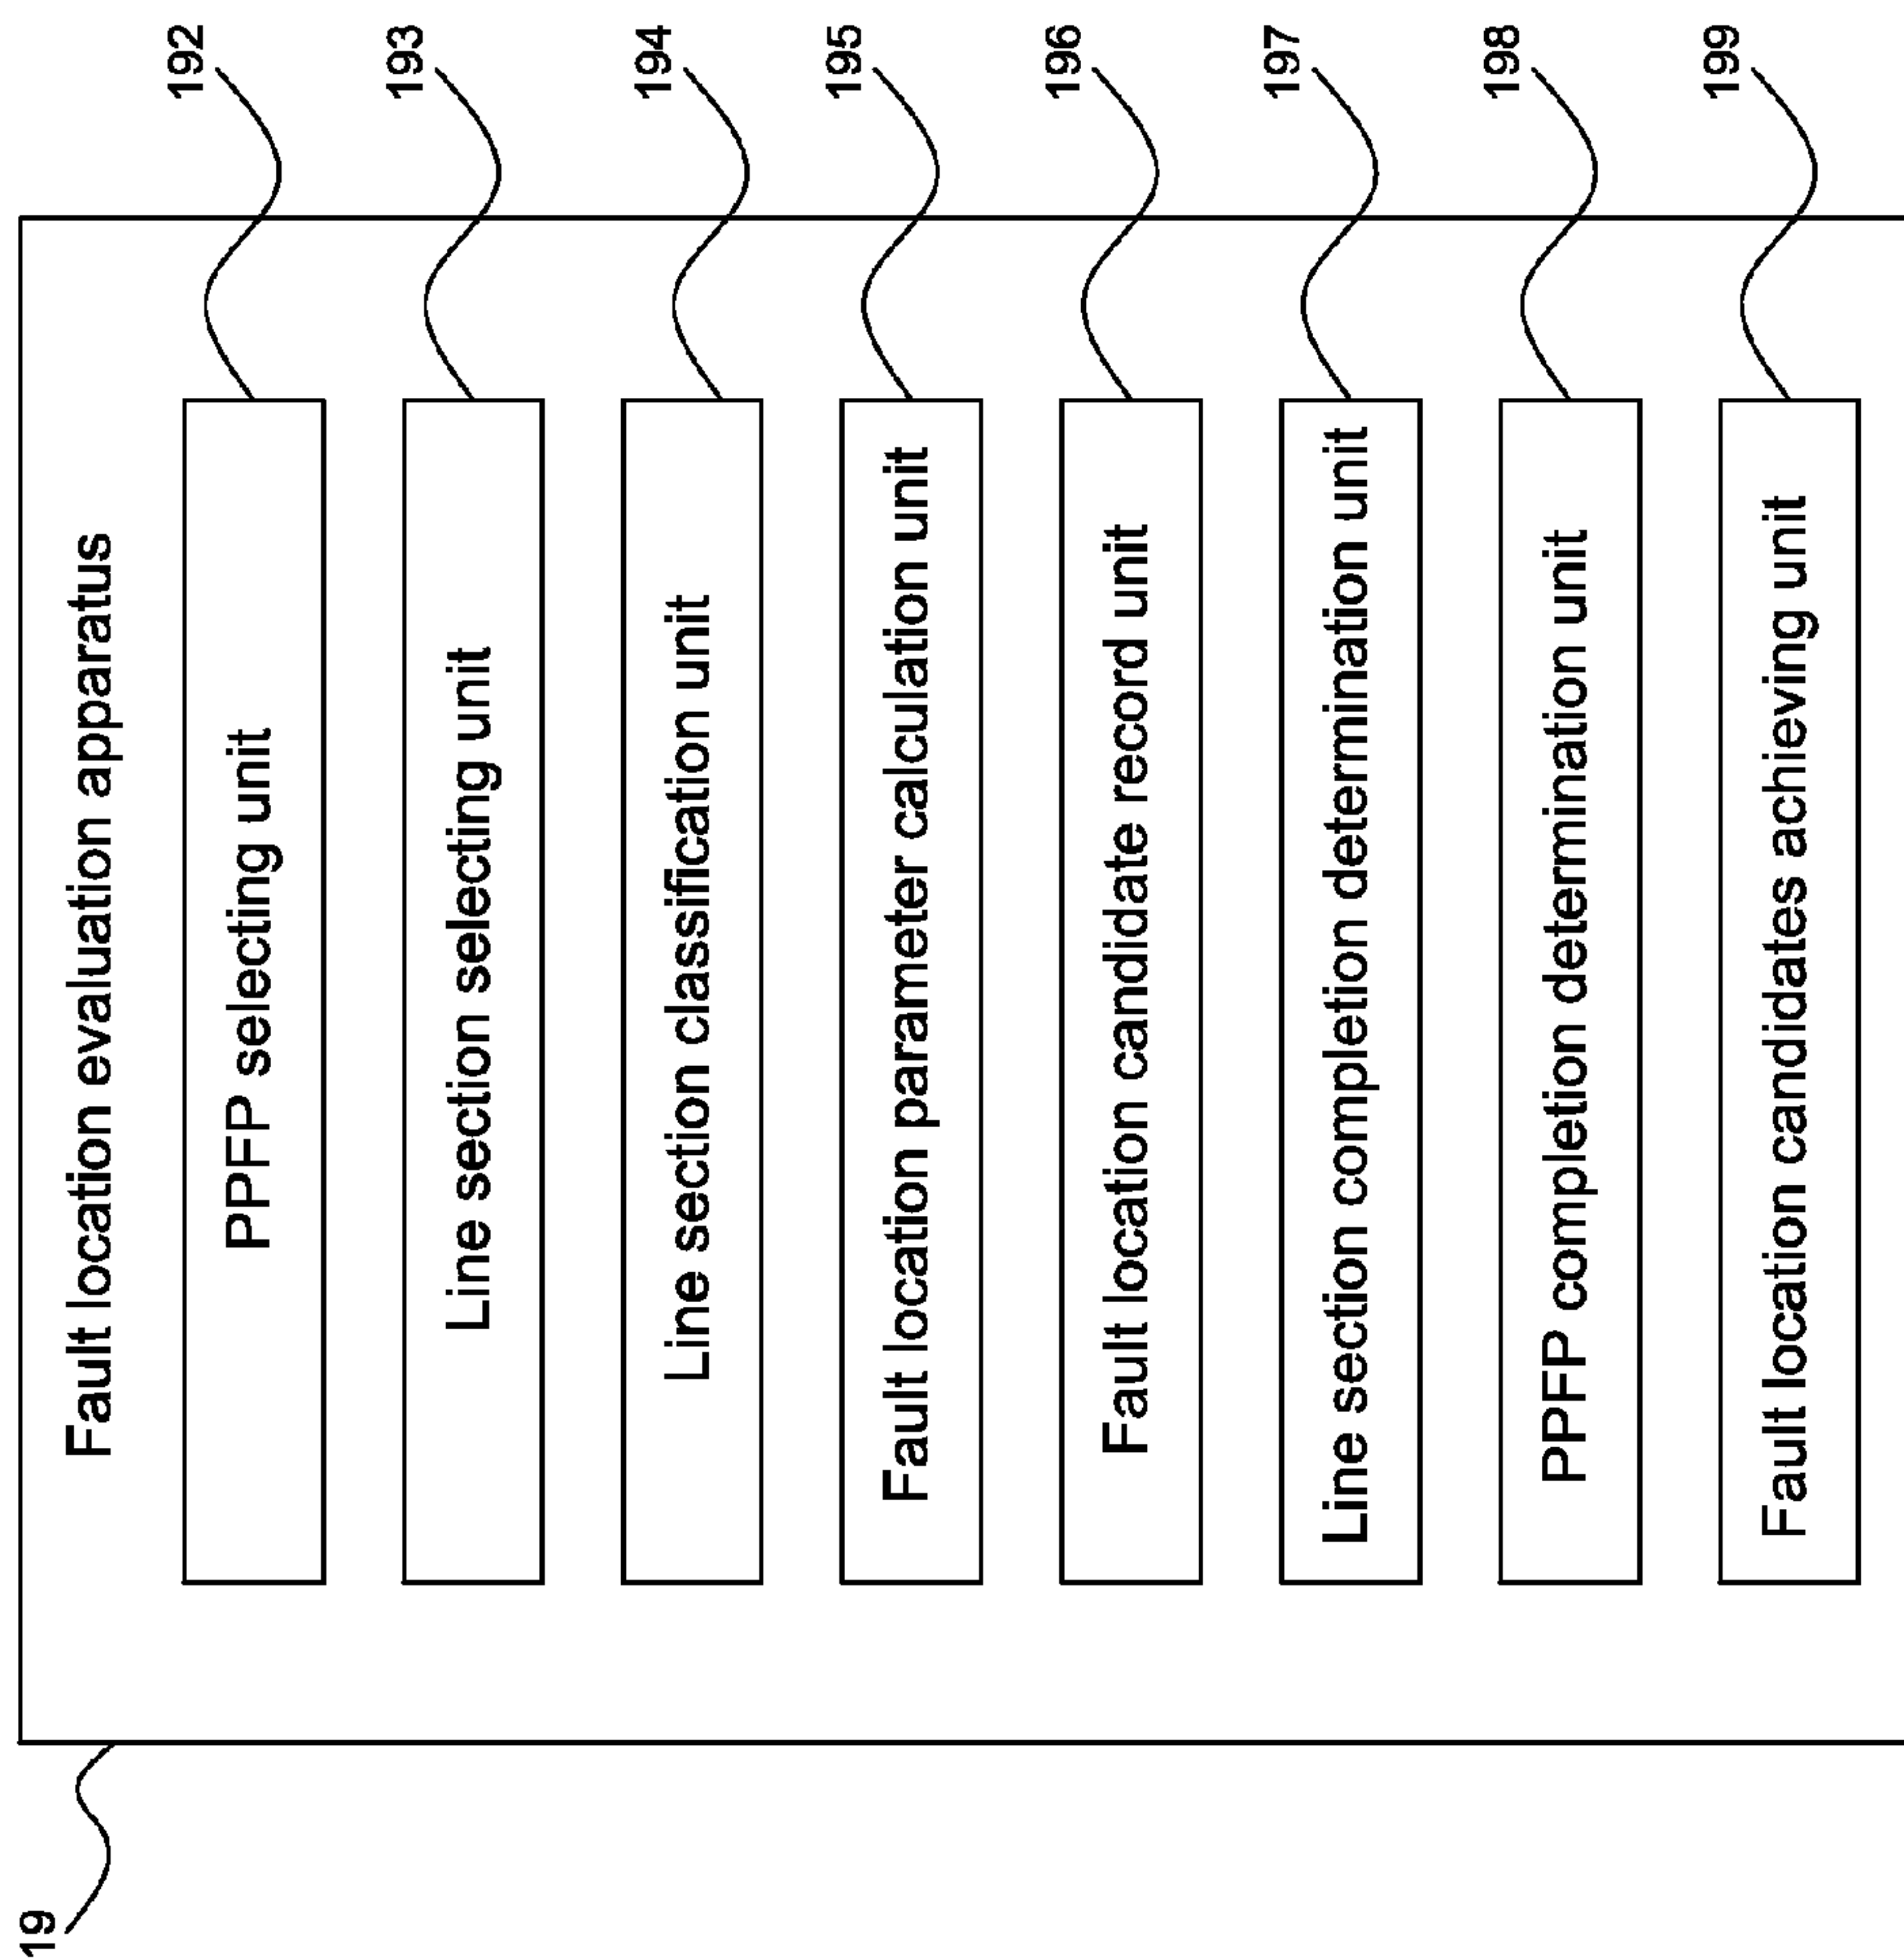 19
Fault location evaluation apparatus
PPFP selecting unit
192
Line section selecting unit
193
Line section classification unit
194
Fault location parameter calculation unit
195
Fault location candidate record unit
196
Line section completion determination unit
197
PPFP completion determination unit
198
Fault location candidates achieving unit
199